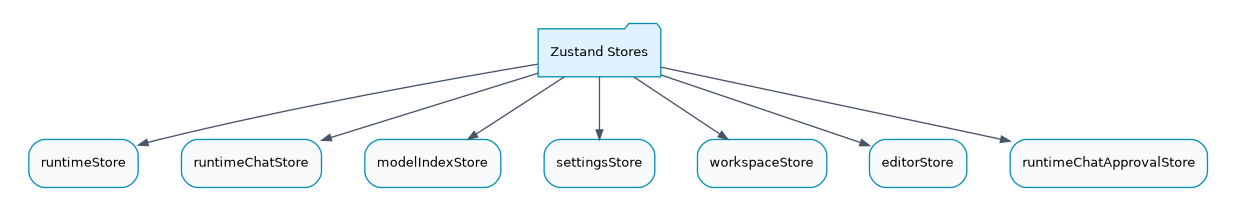 Zustand Stores
runtimeStore
runtimeChatStore
modelIndexStore
settingsStore
workspaceStore
editorStore
runtimeChatApprovalStore